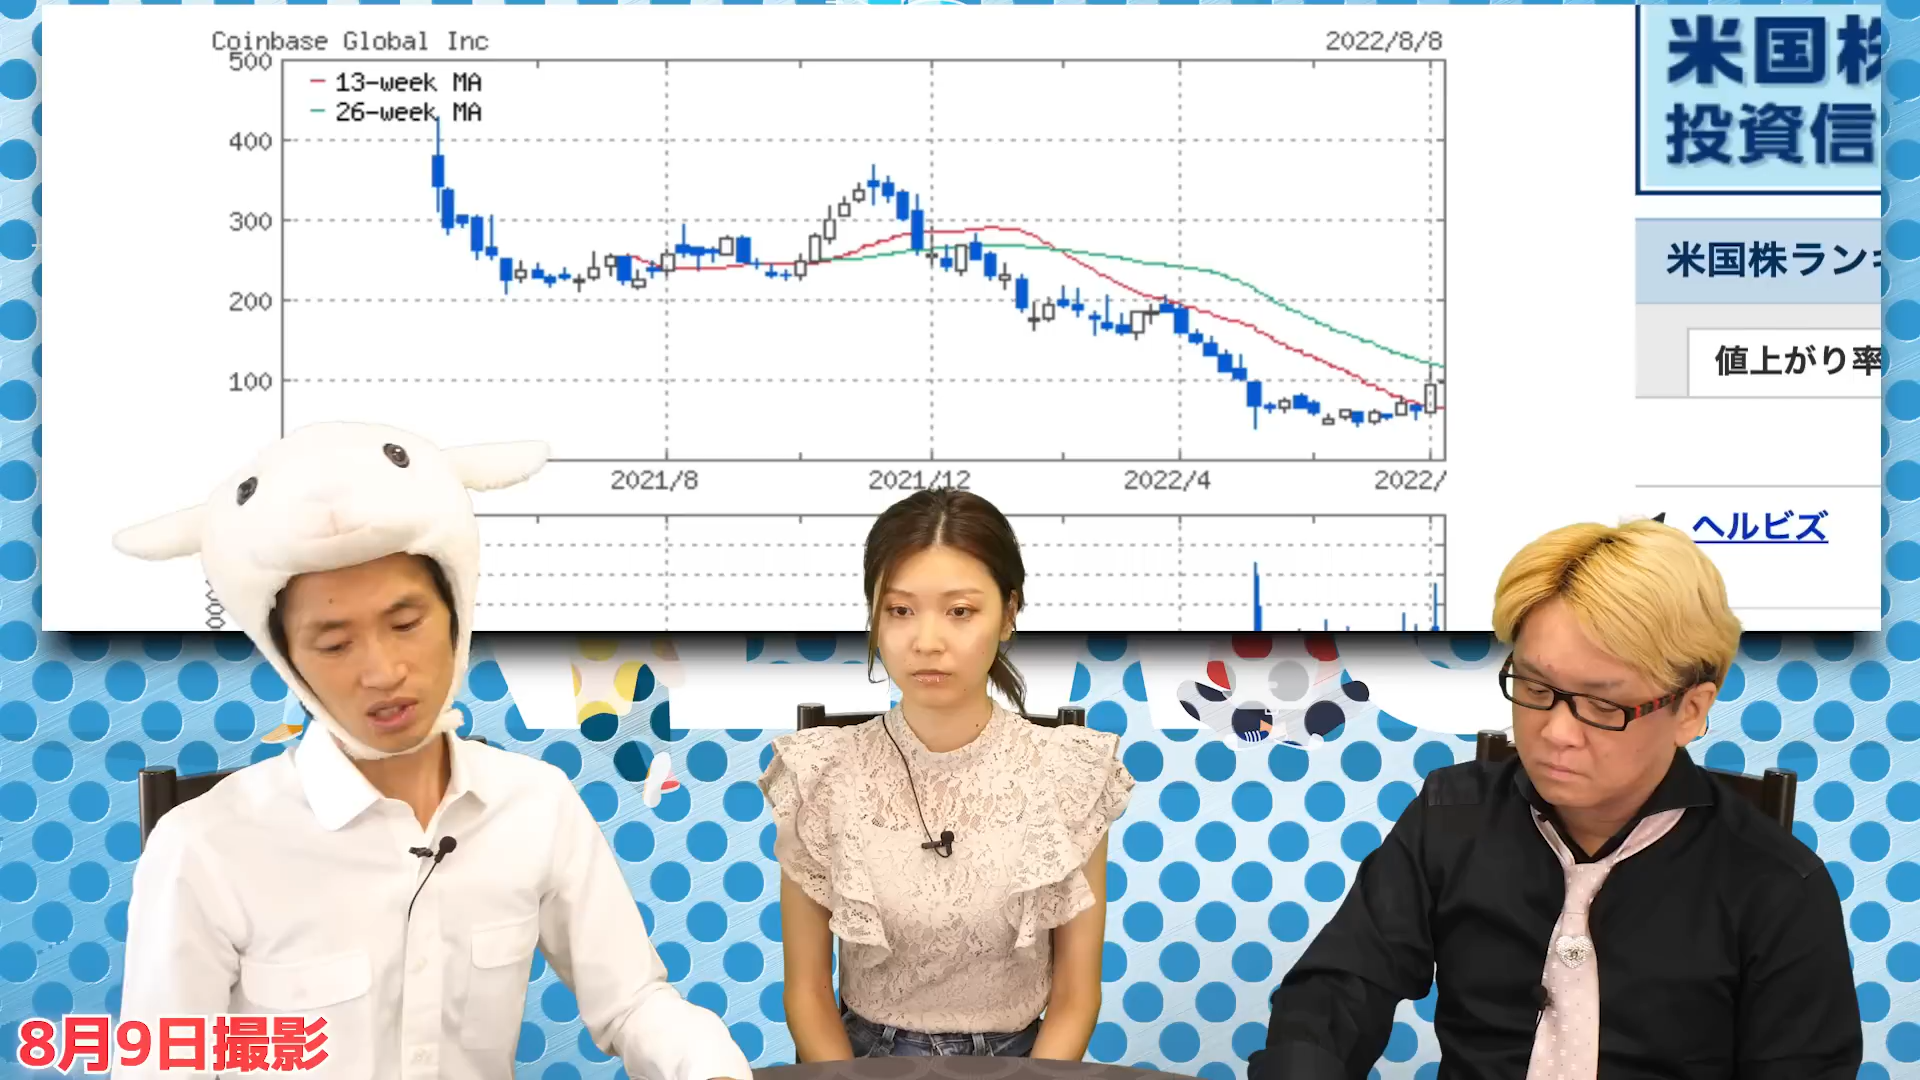 Coinbase Global Inc
2022/8/8
500
13-week MA
26-week MA
400
300
200
100
2021/8
2021/12
2022/4
2022/
米国株
投資信
米国株ランキ
値上がり率
ヘルビズ
8月9日撮影